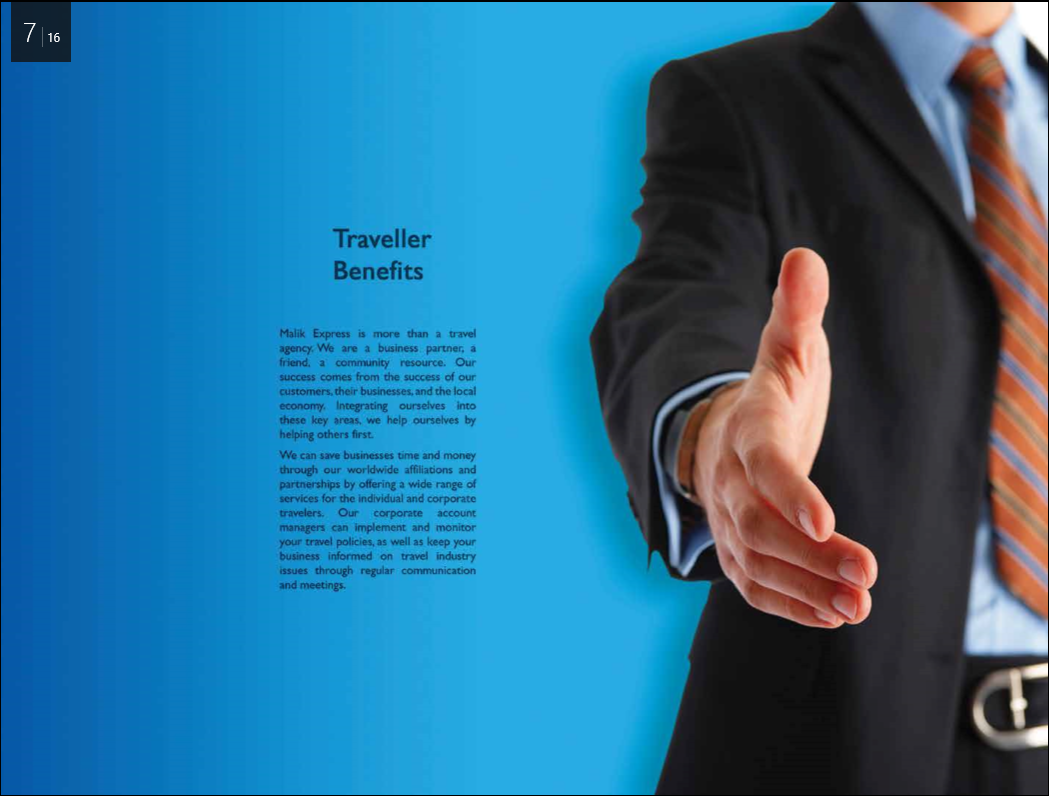 7 | 16
Traveller
Benefits
Malik Express is more than a travel
agency. We are a business partner, a
friend, a community resource. Our
success comes from the success of our
customers, their businesses, and the local
economy. Integrating ourselves into
these key areas, we help ourselves by
helping others first.
We can save businesses time and money
through our worldwide affiliations and
partnerships by offering a wide range of
services for the individual and corporate
travelers. Our corporate account
managers can implement and monitor
your travel policies, as well as keep your
business informed on travel industry
issues through regular communication
and meetings.